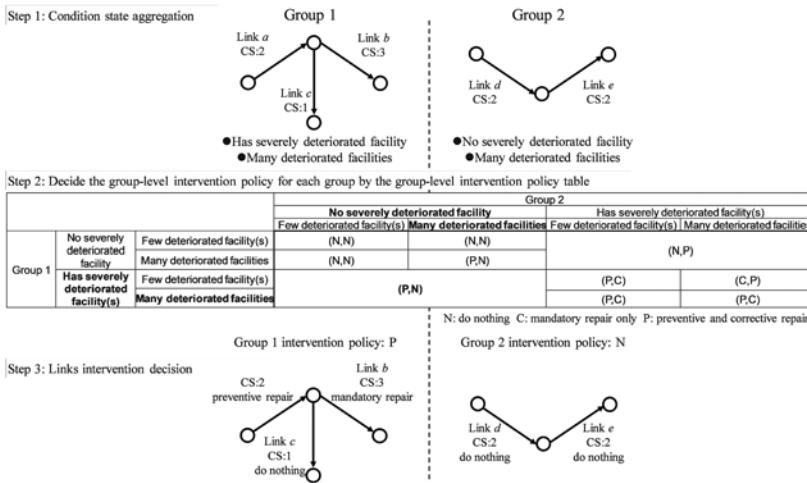 Step 1: Condition state aggregation
Group 1
Group 2
Link a
CS:2
Link b
CS:3
Link c
CS:1
Link d
CS:2
Link e
CS:2
●Has severely deteriorated facility
●Many deteriorated facilities
●No severely deteriorated facility
●Many deteriorated facilities
Step 2: Decide the group-level intervention policy for each group by the group-level intervention policy table
Group 2
No severely deteriorated facility
Has severely deteriorated facility(s)
Few deteriorated facility(s) Many deteriorated facilities Few deteriorated facility(s) Many deteriorated facilities
Group 1
No severely
deteriorated
facility
Few deteriorated facility(s)
(N,N)
(N,N)
(N,P)
Many deteriorated facilities
(N,N)
(P,N)
Has severely
deteriorated
facility(s)
Few deteriorated facility(s)
(P,N)
(P,C)
(C,P)
Many deteriorated facilities
(P,C)
(P,C)
N: do nothing C: mandatory repair only P: preventive and corrective repair
Group 1 intervention policy: P
Group 2 intervention policy: N
Step 3: Links intervention decision
CS:2
preventive repair
Link b
CS:3
mandatory repair
Link c
CS:1
do nothing
Link d
CS:2
do nothing
Link e
CS:2
do nothing